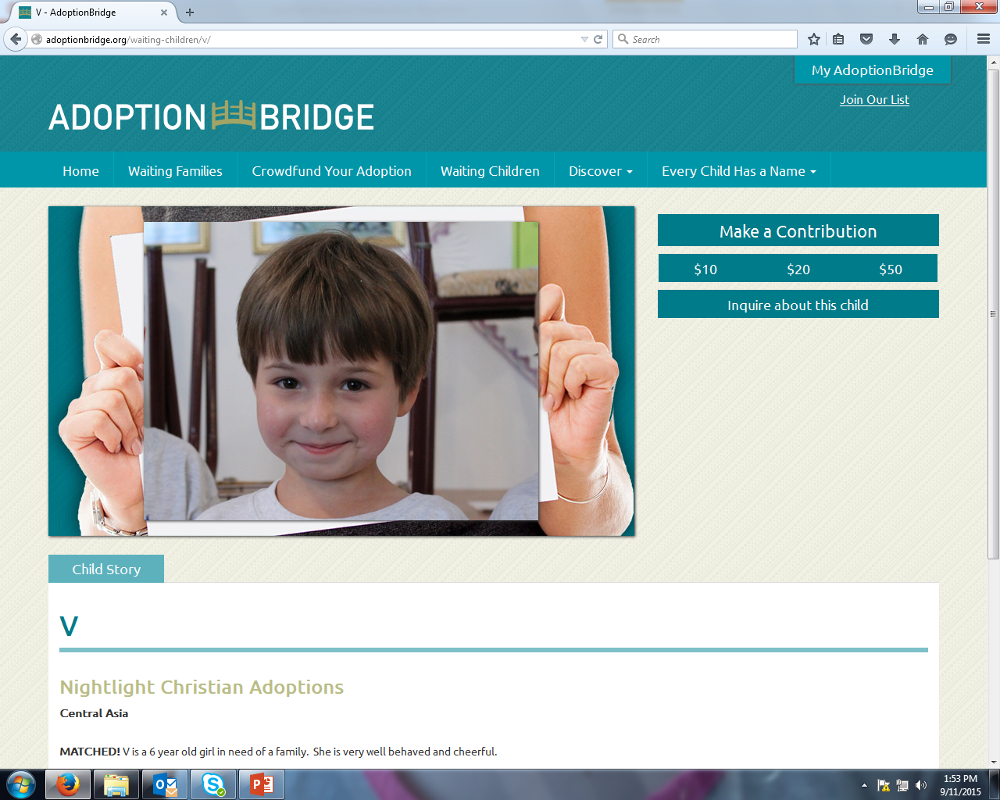 V - AdoptionBridge
adoptionbridge.org/waiting-children/v/
Search
My AdoptionBridge
Join Our List
ADOPTION BRIDGE
Home Waiting Families Crowdfund Your Adoption Waiting Children Discover Every Child Has a Name
Make a Contribution
$10 $20 $50
Inquire about this child
Child Story
V
Nightlight Christian Adoptions
Central Asia
MATCHED! V is a 6 year old girl in need of a family. She is very well behaved and cheerful.
1:53 PM
9/11/2015